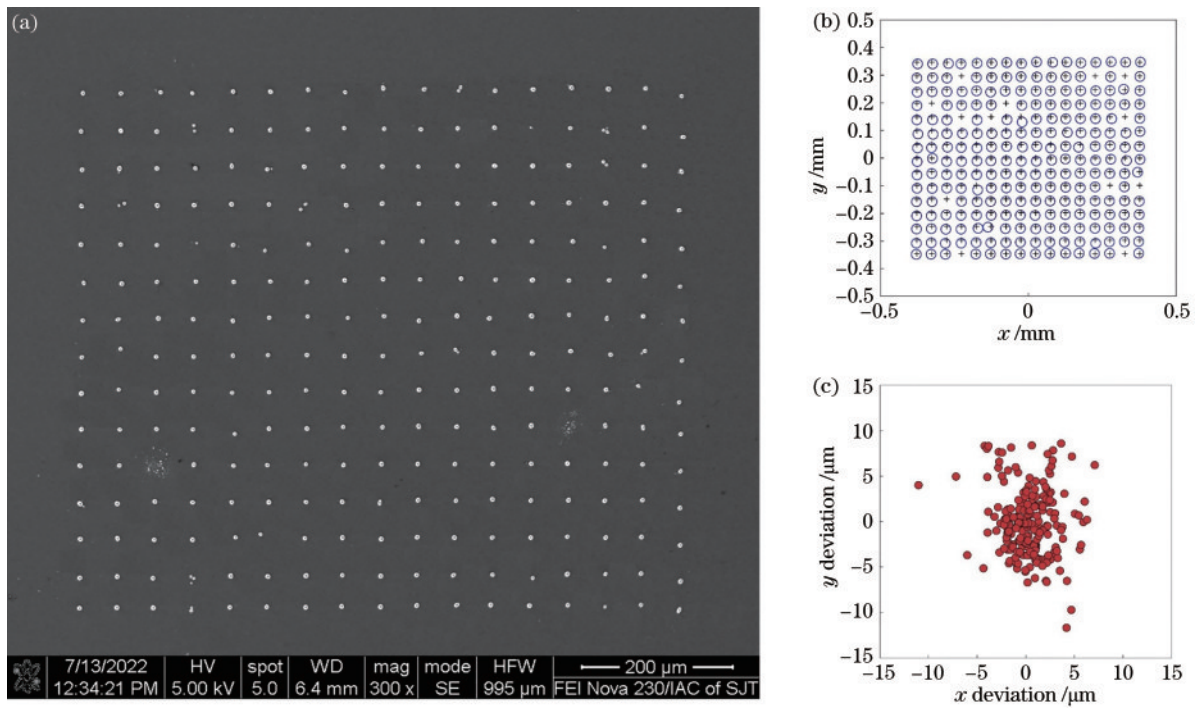 (a)
7/13/2022 HV spot WD mag mode HFW 200 μm
12:34:21 PM 5.00 kV 5.0 6.4 mm 300 x SE 995 μm FEI Nova 230/IAC of SJT
(b)
0.5
0.4
0.3
0.2
0.1
0
−0.1
−0.2
−0.3
−0.4
−0.5
y /mm
−0.5 0 0.5
x /mm
(c)
15
10
5
0
−5
−10
−15
y deviation /μm
−15 −10 −5 0 5 10 15
x deviation /μm